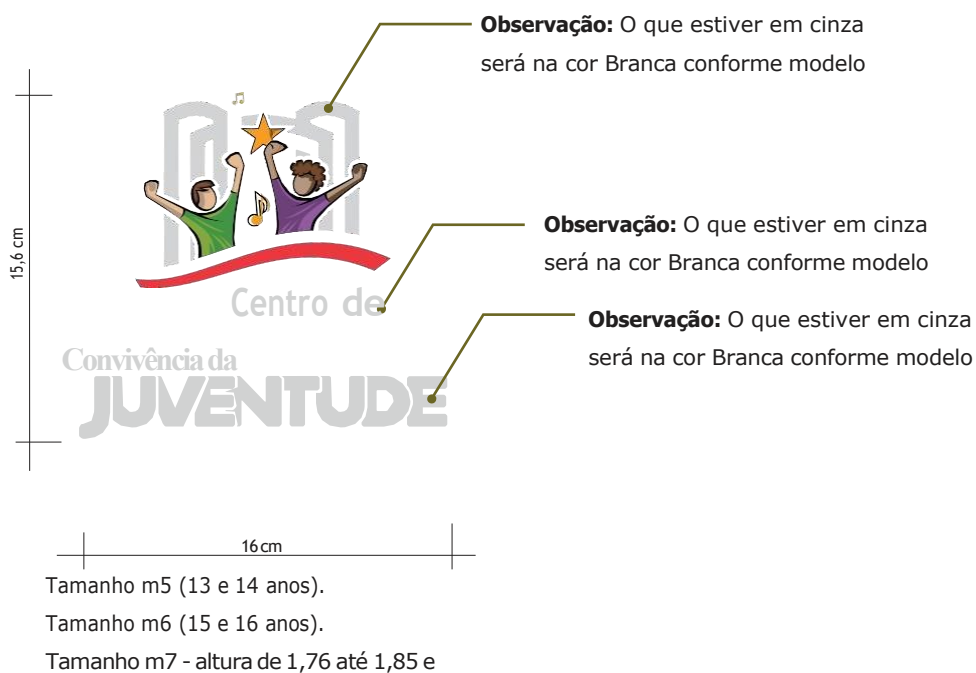 Observação: O que estiver em cinza
será na cor Branca conforme modelo
15,6 cm
Observação: O que estiver em cinza
será na cor Branca conforme modelo
Centro de
Observação: O que estiver em cinza
será na cor Branca conforme modelo
Convivência da
JUVENTUDE
16 cm
Tamanho m5 (13 e 14 anos).
Tamanho m6 (15 e 16 anos).
Tamanho m7 - altura de 1,76 até 1,85 e